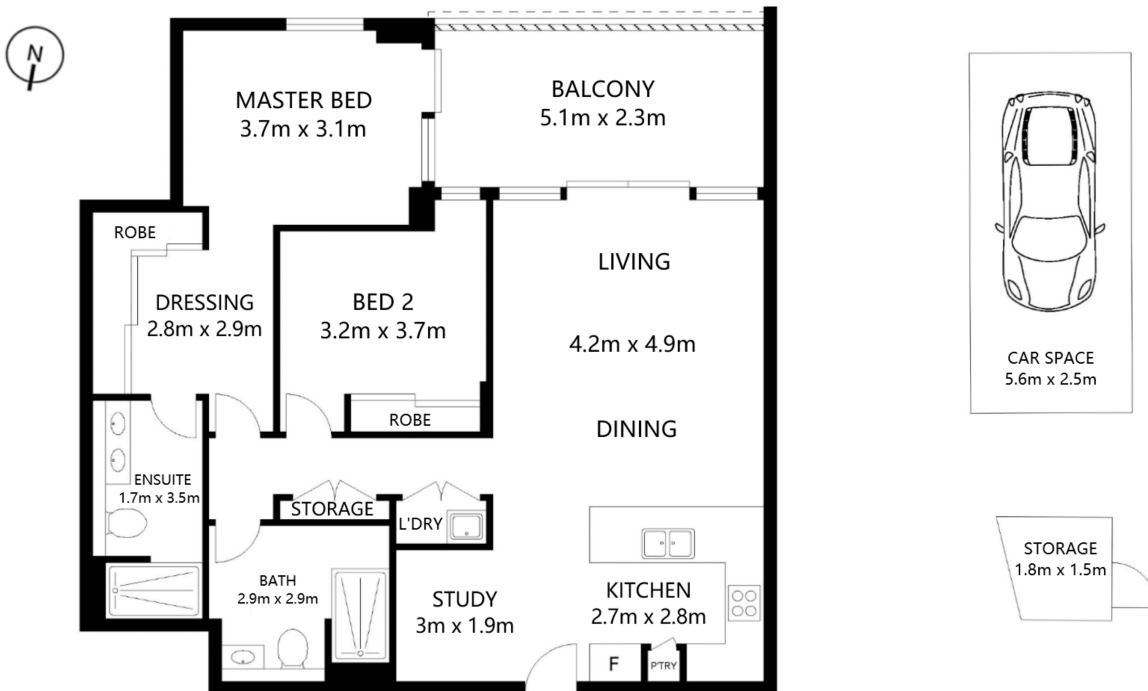 N
MASTER BED
3.7m x 3.1m
BALCONY
5.1m x 2.3m
ROBE
DRESSING
2.8m x 2.9m
BED 2
3.2m x 3.7m
ROBE
LIVING
4.2m x 4.9m
DINING
ENSUITE
1.7m x 3.5m
STORAGE
L'DRY
BATH
2.9m x 2.9m
STUDY
3m x 1.9m
KITCHEN
2.7m x 2.8m
F
P'TRY
CAR SPACE
5.6m x 2.5m
STORAGE
1.8m x 1.5m